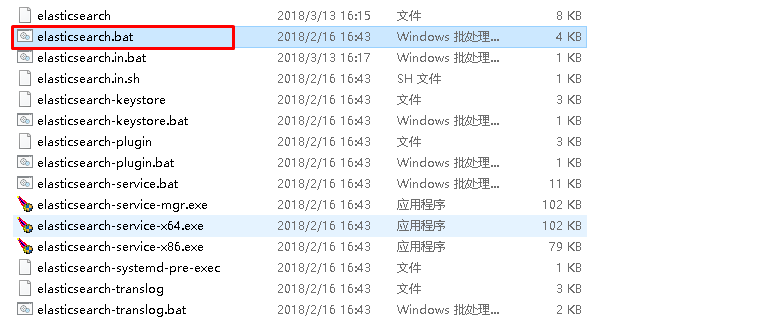 elasticsearch 2018/3/13 16:15 文件 8 KB
elasticsearch.bat 2018/2/16 16:43 Windows 批处理... 4 KB
elasticsearch.in.bat 2018/3/13 16:17 Windows 批处理... 1 KB
elasticsearch.in.sh 2018/2/16 16:43 SH 文件 1 KB
elasticsearch-keystore 2018/2/16 16:43 文件 3 KB
elasticsearch-keystore.bat 2018/2/16 16:43 Windows 批处理... 1 KB
elasticsearch-plugin 2018/2/16 16:43 文件 3 KB
elasticsearch-plugin.bat 2018/2/16 16:43 Windows 批处理... 1 KB
elasticsearch-service.bat 2018/2/16 16:43 Windows 批处理... 11 KB
elasticsearch-service-mgr.exe 2018/2/16 16:43 应用程序 102 KB
elasticsearch-service-x64.exe 2018/2/16 16:43 应用程序 102 KB
elasticsearch-service-x86.exe 2018/2/16 16:43 应用程序 79 KB
elasticsearch-systemd-pre-exec 2018/2/16 16:43 文件 1 KB
elasticsearch-translog 2018/2/16 16:43 文件 3 KB
elasticsearch-translog.bat 2018/2/16 16:43 Windows 批处理... 2 KB